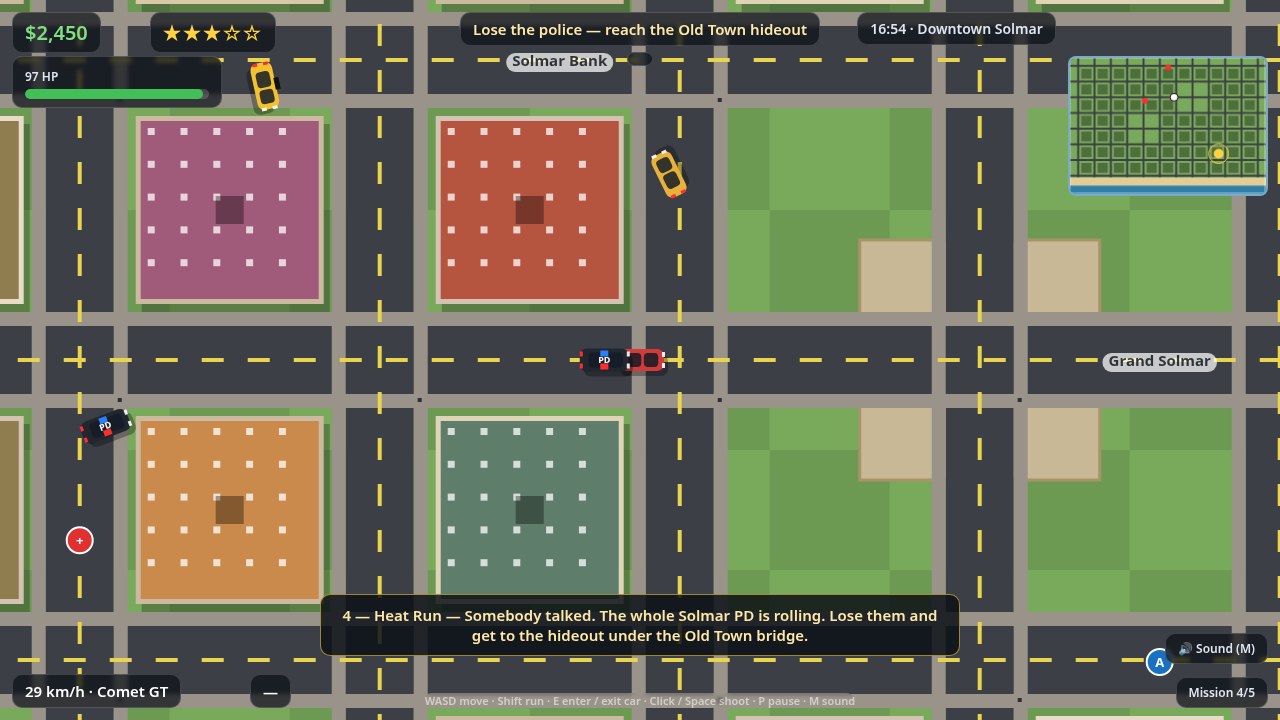 $2,450
★★★☆☆
Lose the police — reach the Old Town hideout
16:54 · Downtown Solmar
97 HP
Solmar Bank
PD
Grand Solmar
PD
+
4 — Heat Run — Somebody talked. The whole Solmar PD is rolling. Lose them and
get to the hideout under the Old Town bridge.
A
🔊 Sound (M)
29 km/h · Comet GT
—
WASD move · Shift run · E enter / exit car · Click / Space shoot · P pause · M sound
Mission 4/5